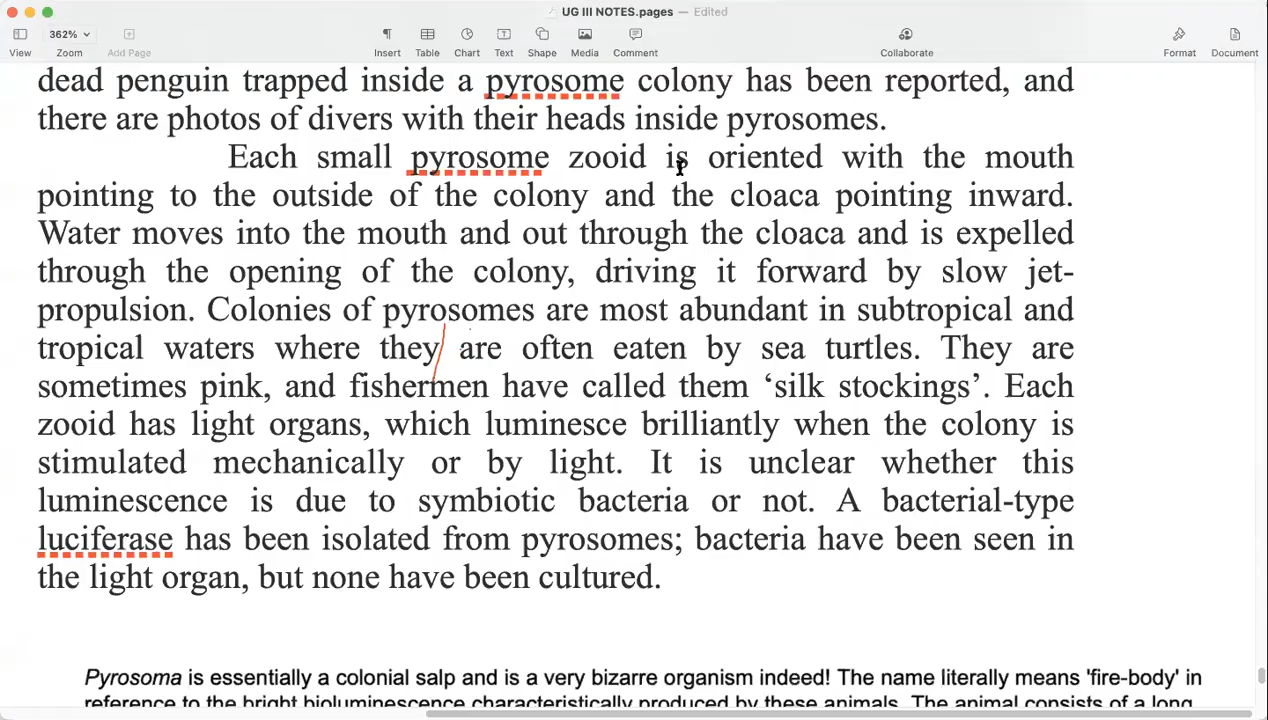 UG III NOTES.pages — Edited
362%
View
Zoom
Add Page
Insert
Table
Chart
Text
Shape
Media
Comment
Collaborate
Format
Document
dead penguin trapped inside a pyrosome colony has been reported, and
there are photos of divers with their heads inside pyrosomes.
Each small pyrosome zooid is oriented with the mouth
pointing to the outside of the colony and the cloaca pointing inward.
Water moves into the mouth and out through the cloaca and is expelled
through the opening of the colony, driving it forward by slow jet-
propulsion. Colonies of pyrosomes are most abundant in subtropical and
tropical waters where they are often eaten by sea turtles. They are
sometimes pink, and fishermen have called them ‘silk stockings’. Each
zooid has light organs, which luminesce brilliantly when the colony is
stimulated mechanically or by light. It is unclear whether this
luminescence is due to symbiotic bacteria or not. A bacterial-type
luciferase has been isolated from pyrosomes; bacteria have been seen in
the light organ, but none have been cultured.
Pyrosoma is essentially a colonial salp and is a very bizarre organism indeed! The name literally means 'fire-body' in
reference to the bright bioluminescence characteristically produced by these animals. The animal consists of a long